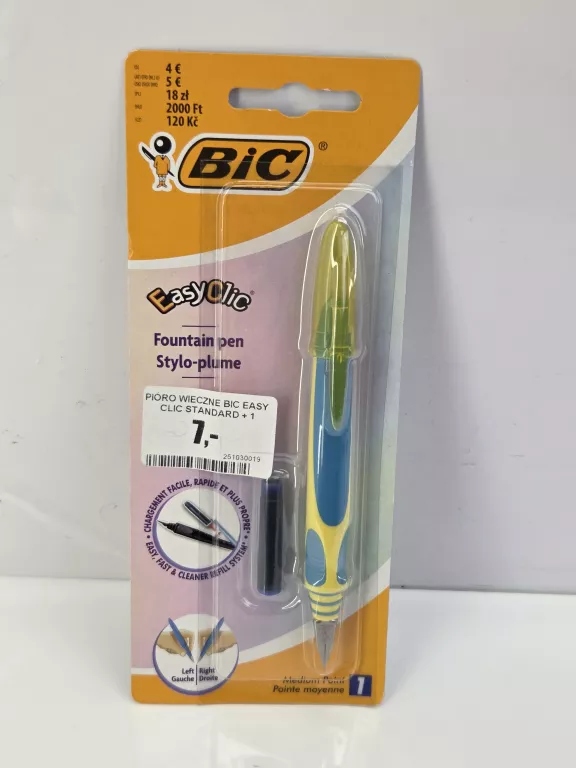 4 €
5 €
18 zł
2000 Ft
120 Kč
BiC®
EasyClic®
Fountain pen
Stylo-plume
PIÓRO WIECZNE BIC EASY
CLIC STANDARD + 1
7,-
251030019
CHARGEMENT FACILE, RAPIDE ET PLUS PROPRE*
EASY, FAST & CLEANER REFILL SYSTEM*
Left Right
Gauche Droite
Medium Point
Pointe moyenne 1